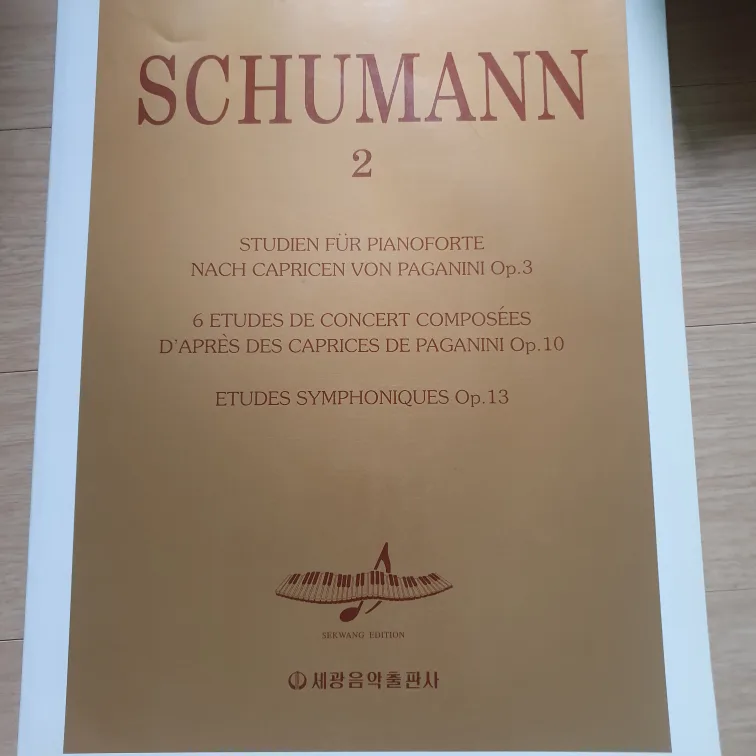 SCHUMANN
2
STUDIEN FÜR PIANOFORTE
NACH CAPRICEN VON PAGANINI Op.3
6 ETUDES DE CONCERT COMPOSÉES
D'APRÈS DES CAPRICES DE PAGANINI Op.10
ETUDES SYMPHONIQUES Op.13
SEKWANG EDITION
세광음악출판사